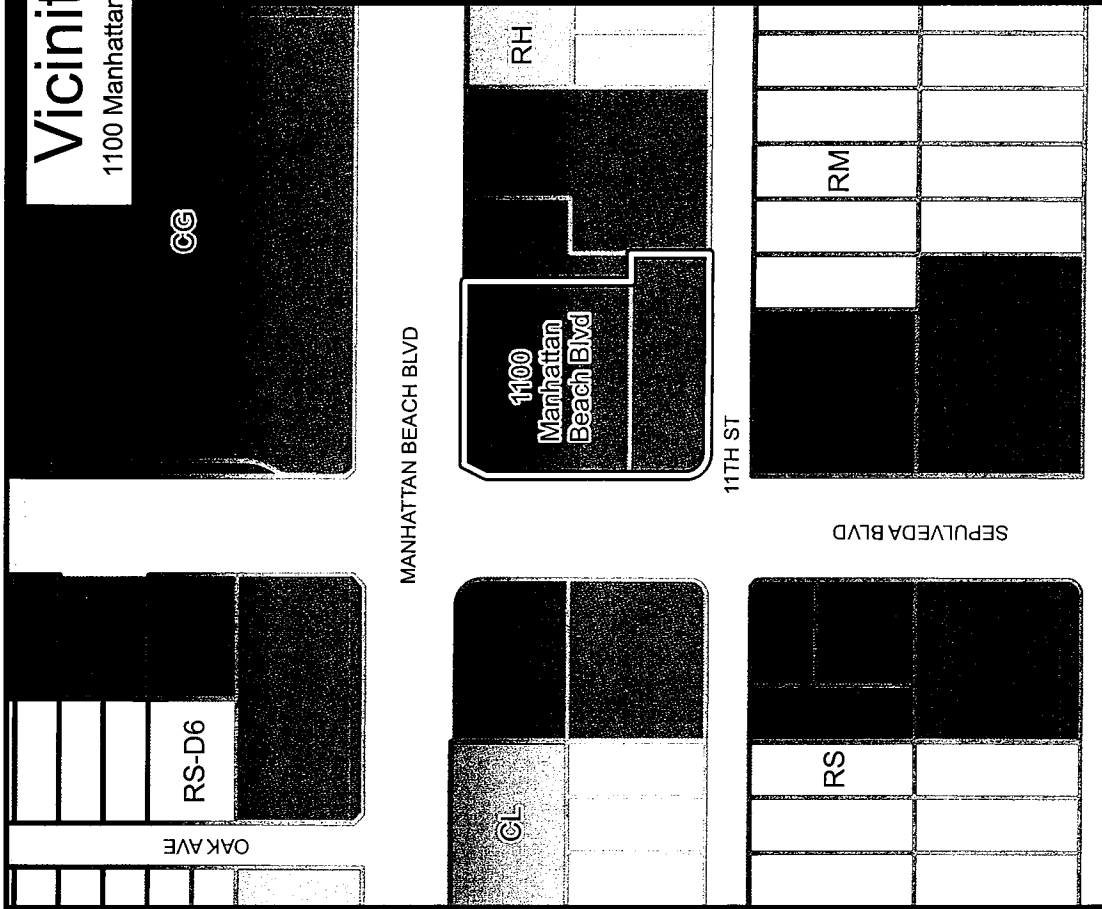 Vicinit
1100 Manhattan
CG
RH
MANHATTAN BEACH BLVD
1100
Manhattan
Beach Blvd
RM
11TH ST
SEPULVEDA BLVD
RS-D6
OAK AVE
CL
RS